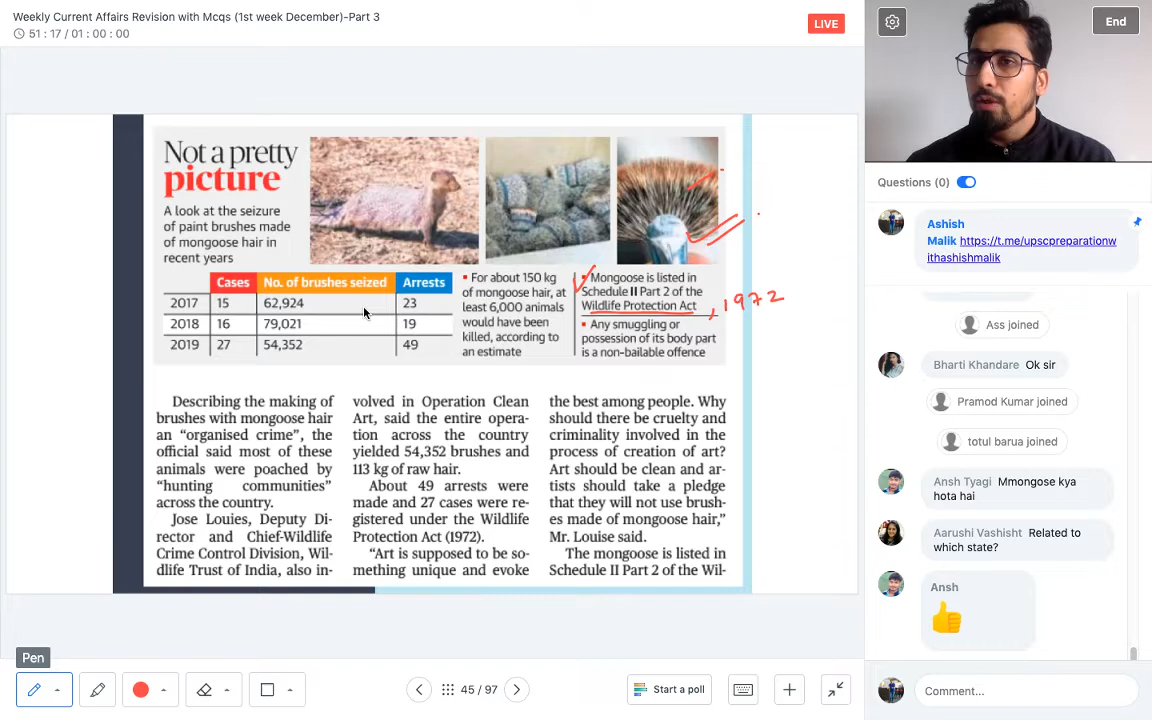 Weekly Current Affairs Revision with Mcqs (1st week December)-Part 3
51 : 17 / 01 : 00 : 00
LIVE
End
Not a pretty
picture
A look at the seizure
of paint brushes made
of mongoose hair in
recent years
Cases No. of brushes seized Arrests
2017 15 62,924 23
2018 16 79,021 19
2019 27 54,352 49
▪ For about 150 kg
of mongoose hair, at
least 6,000 animals
would have been
killed, according to
an estimate
▪ Mongoose is listed in
Schedule II Part 2 of the
Wildlife Protection Act
, 1972
▪ Any smuggling or
possession of its body part
is a non-bailable offence
Describing the making of
brushes with mongoose hair
an “organised crime”, the
official said most of these
animals were poached by
“hunting communities”
across the country.
Jose Louies, Deputy Di-
rector and Chief-Wildlife
Crime Control Division, Wil-
dlife Trust of India, also in-
volved in Operation Clean
Art, said the entire opera-
tion across the country
yielded 54,352 brushes and
113 kg of raw hair.
About 49 arrests were
made and 27 cases were re-
gistered under the Wildlife
Protection Act (1972).
“Art is supposed to be so-
mething unique and evoke
the best among people. Why
should there be cruelty and
criminality involved in the
process of creation of art?
Art should be clean and ar-
tists should take a pledge
that they will not use brush-
es made of mongoose hair,”
Mr. Louise said.
The mongoose is listed in
Schedule II Part 2 of the Wil-
Pen
45 / 97
Start a poll
Questions (0)
Ashish
Malik https://t.me/upscpreparationw
ithashishmalik
Ass joined
Bharti Khandare Ok sir
Pramod Kumar joined
totul barua joined
Ansh Tyagi Mmongose kya
hota hai
Aarushi Vashisht Related to
which state?
Ansh
Comment...